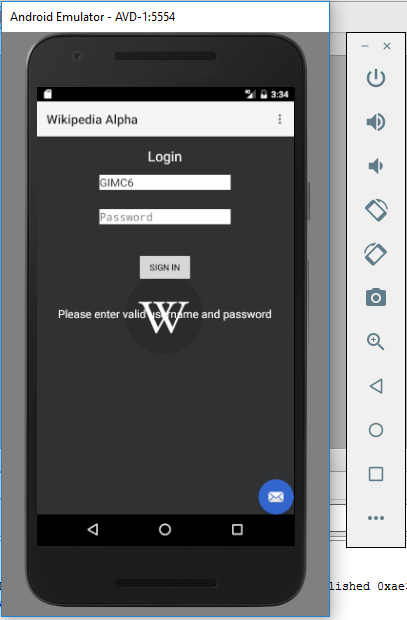 Android Emulator - AVD-1:5554
3:34
Wikipedia Alpha
Login
GIMC6
Password
SIGN IN
W
Please enter valid username and password
lished 0xae3